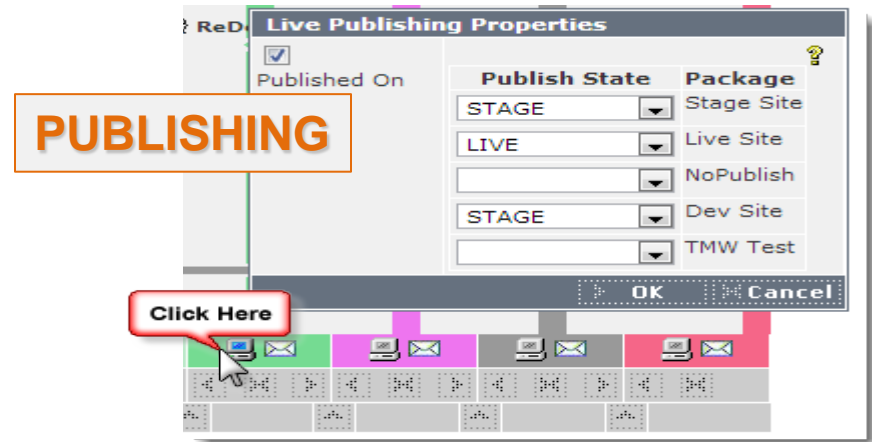 ReD
Live Publishing Properties
Published On
Publish State Package
STAGE Stage Site
LIVE Live Site
NoPublish
STAGE Dev Site
TMW Test
OK Cancel
PUBLISHING
Click Here